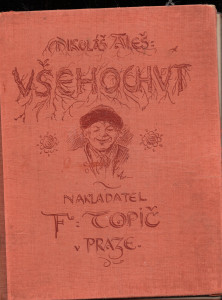 MIKOLÁŠ ALEŠ:
VŠEHOCHUT
NAKLADATEL
F: TOPIČ
V PRAZE.